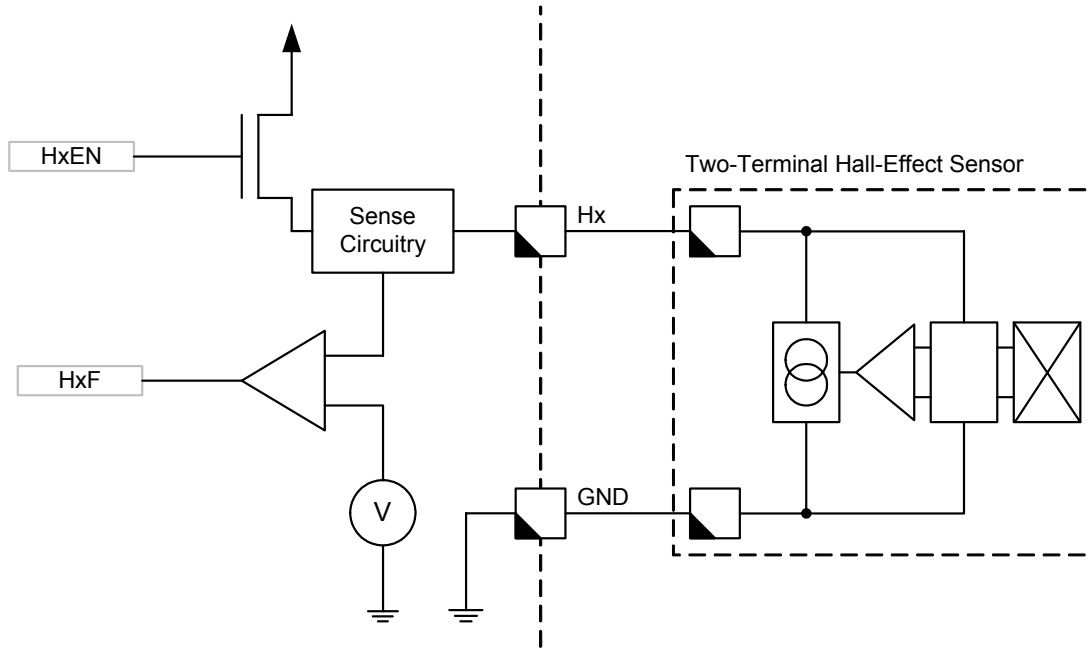 HxEN
Two-Terminal Hall-Effect Sensor
Sense
Circuitry
Hx
HxF
GND
V